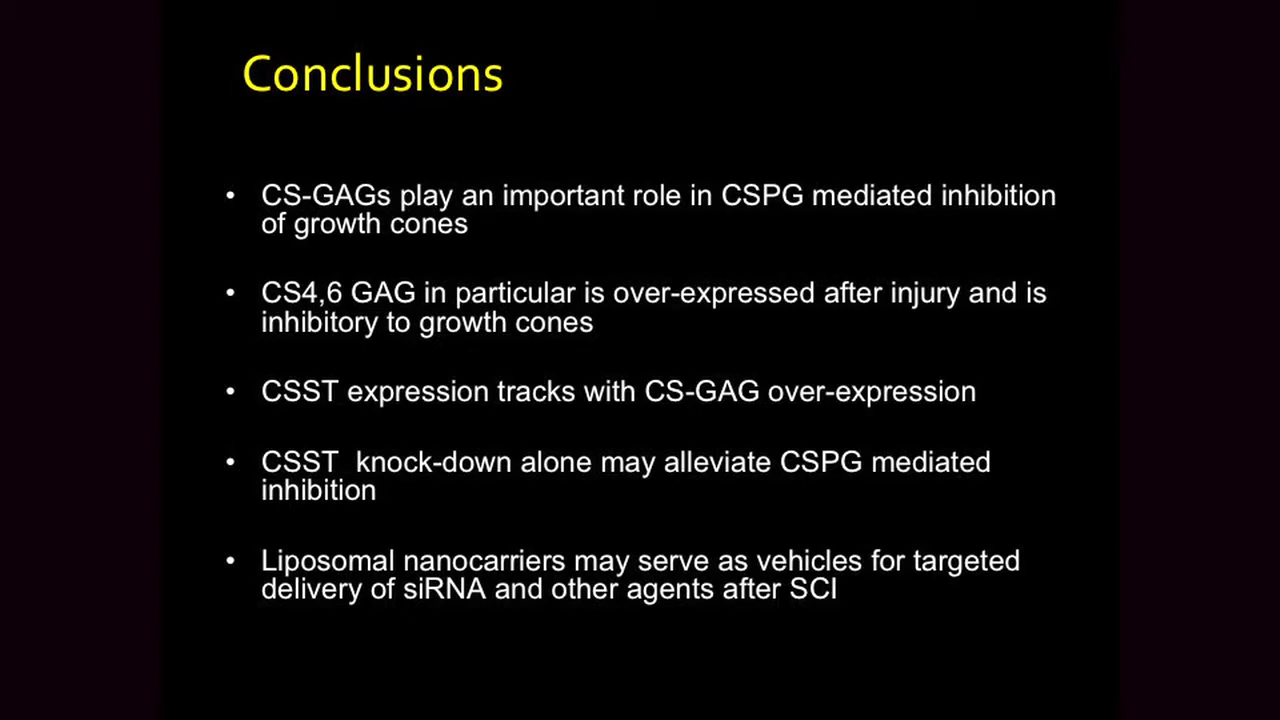 Conclusions
• CS-GAGs play an important role in CSPG mediated inhibition
of growth cones
• CS4,6 GAG in particular is over-expressed after injury and is
inhibitory to growth cones
• CSST expression tracks with CS-GAG over-expression
• CSST  knock-down alone may alleviate CSPG mediated
inhibition
• Liposomal nanocarriers may serve as vehicles for targeted
delivery of siRNA and other agents after SCI